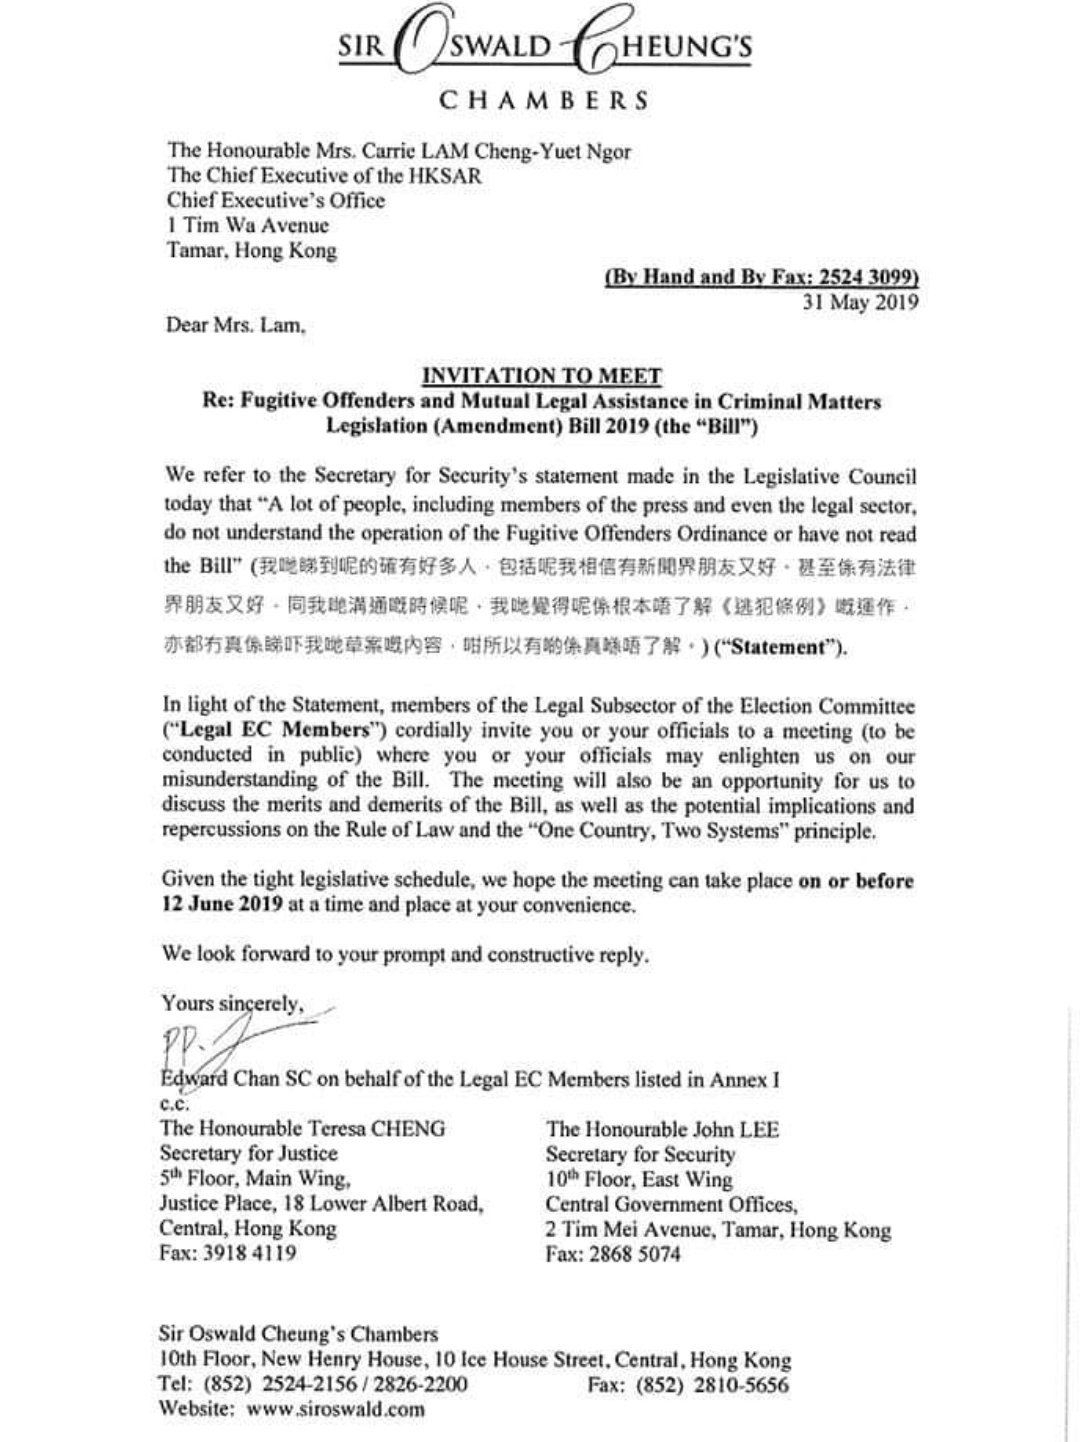 SIR OSWALD CHEUNG'S
CHAMBERS
The Honourable Mrs. Carrie LAM Cheng-Yuet Ngor
The Chief Executive of the HKSAR
Chief Executive's Office
1 Tim Wa Avenue
Tamar, Hong Kong
(By Hand and By Fax: 2524 3099)
31 May 2019
Dear Mrs. Lam,
INVITATION TO MEET
Re: Fugitive Offenders and Mutual Legal Assistance in Criminal Matters
Legislation (Amendment) Bill 2019 (the “Bill”)
We refer to the Secretary for Security's statement made in the Legislative Council
today that “A lot of people, including members of the press and even the legal sector,
do not understand the operation of the Fugitive Offenders Ordinance or have not read
the Bill” (我哋睇到呢的確有好多人，包括呢我相信有新聞界朋友又好，甚至係有法律
界朋友又好，同我哋溝通嘅時候呢，我哋覺得呢係根本唔了解《逃犯條例》嘅運作，
亦都冇真係睇吓我哋草案嘅內容，咁所以有啲係真喺唔了解。) (“Statement”).
In light of the Statement, members of the Legal Subsector of the Election Committee
(“Legal EC Members”) cordially invite you or your officials to a meeting (to be
conducted in public) where you or your officials may enlighten us on our
misunderstanding of the Bill. The meeting will also be an opportunity for us to
discuss the merits and demerits of the Bill, as well as the potential implications and
repercussions on the Rule of Law and the “One Country, Two Systems” principle.
Given the tight legislative schedule, we hope the meeting can take place on or before
12 June 2019 at a time and place at your convenience.
We look forward to your prompt and constructive reply.
Yours sincerely,
PP.
Edward Chan SC on behalf of the Legal EC Members listed in Annex I
c.c.
The Honourable Teresa CHENG
Secretary for Justice
5th Floor, Main Wing,
Justice Place, 18 Lower Albert Road,
Central, Hong Kong
Fax: 3918 4119
The Honourable John LEE
Secretary for Security
10th Floor, East Wing
Central Government Offices,
2 Tim Mei Avenue, Tamar, Hong Kong
Fax: 2868 5074
Sir Oswald Cheung's Chambers
10th Floor, New Henry House, 10 Ice House Street, Central, Hong Kong
Tel: (852) 2524-2156 / 2826-2200 Fax: (852) 2810-5656
Website: www.siroswald.com